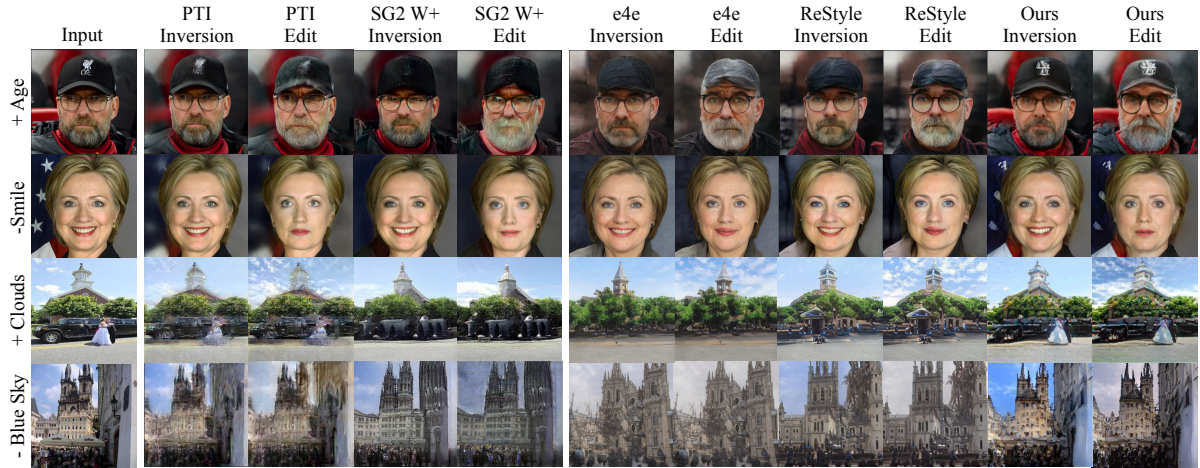 Input
PTI
Inversion
PTI
Edit
SG2 W+
Inversion
SG2 W+
Edit
e4e
Inversion
e4e
Edit
ReStyle
Inversion
ReStyle
Edit
Ours
Inversion
Ours
Edit
+ Age
-Smile
+ Clouds
- Blue Sky